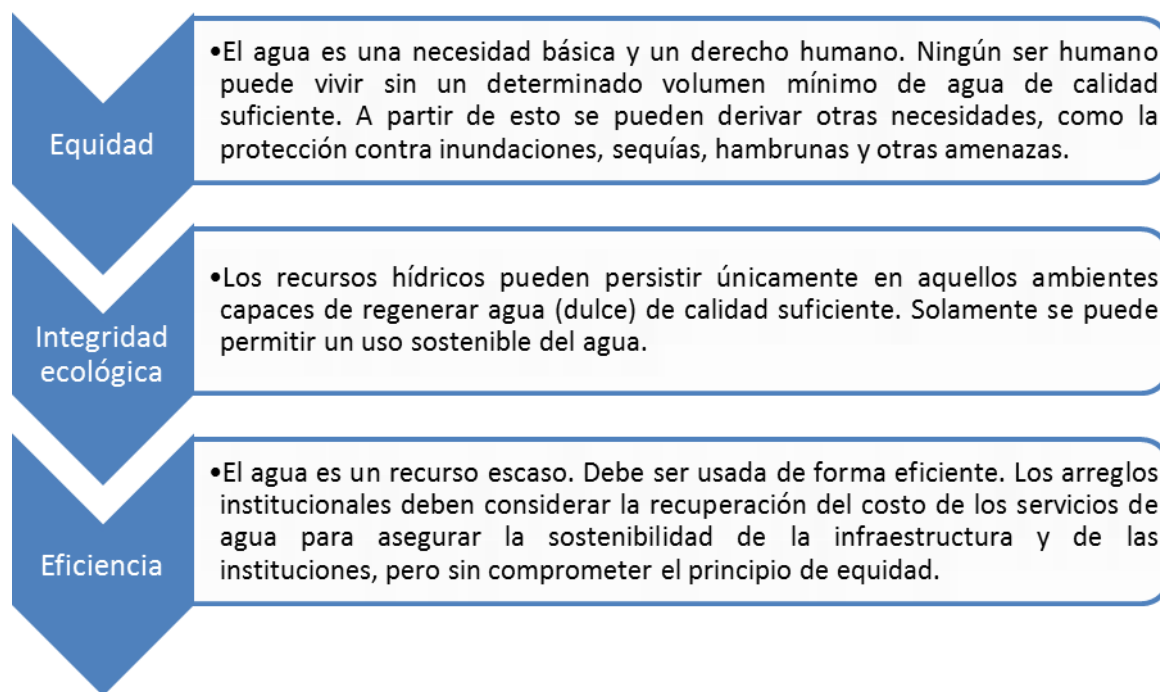 Equidad
•El agua es una necesidad básica y un derecho humano. Ningún ser humano
puede vivir sin un determinado volumen mínimo de agua de calidad
suficiente. A partir de esto se pueden derivar otras necesidades, como la
protección contra inundaciones, sequías, hambrunas y otras amenazas.
Integridad
ecológica
•Los recursos hídricos pueden persistir únicamente en aquellos ambientes
capaces de regenerar agua (dulce) de calidad suficiente. Solamente se puede
permitir un uso sostenible del agua.
Eficiencia
•El agua es un recurso escaso. Debe ser usada de forma eficiente. Los arreglos
institucionales deben considerar la recuperación del costo de los servicios de
agua para asegurar la sostenibilidad de la infraestructura y de las
instituciones, pero sin comprometer el principio de equidad.